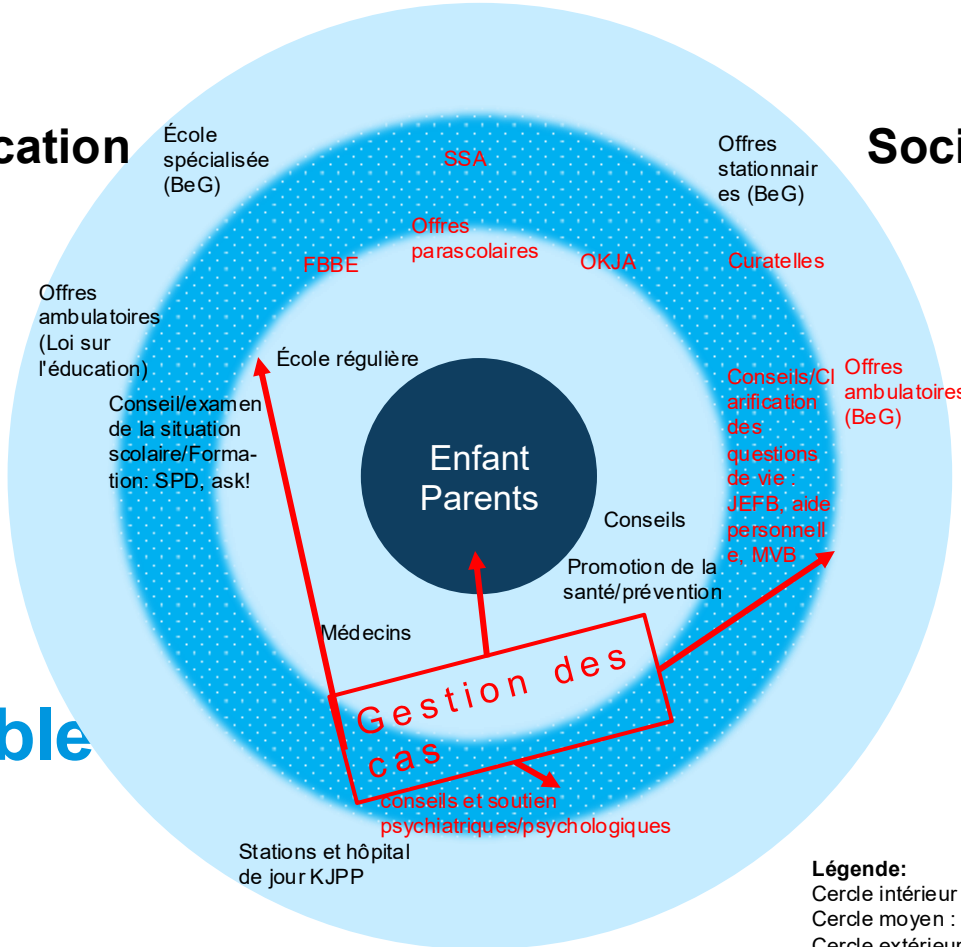 cation
École
spécialisée
(BeG)
SSA
Offres
stationnair
es (BeG)
Soci
Offres
parascolaires
FBBE
OKJA
Curatelles
Offres
ambulatoires
(Loi sur
l'éducation)
École régulière
Conseil/examen
de la situation
scolaire/Forma-
tion: SPD, ask!
Enfant
Parents
Conseils/Cl
arification
des
questions
de vie :
JEFB, aide
personnell
e, MVB
Offres
ambulatoires
(BeG)
Conseils
Promotion de la
santé/prévention
Médecins
Gestion des
cas
ble
conseils et soutien
psychiatriques/psychologiques
Stations et hôpital
de jour KJPP
Légende:
Cercle intérieur
Cercle moyen :
Cercle extérieur